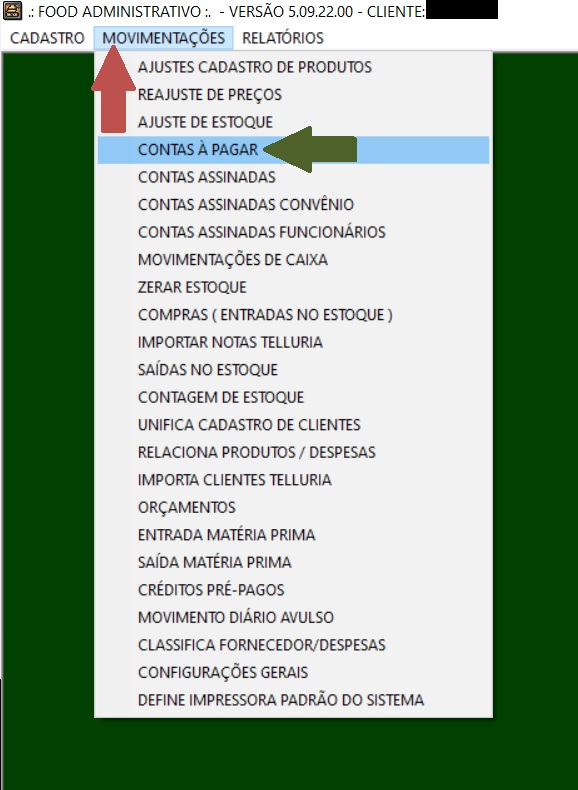 .: FOOD ADMINISTRATIVO :. - VERSÃO 5.09.22.00 - CLIENTE:
CADASTRO MOVIMENTAÇÕES RELATÓRIOS
AJUSTES CADASTRO DE PRODUTOS
REAJUSTE DE PREÇOS
AJUSTE DE ESTOQUE
CONTAS À PAGAR
CONTAS ASSINADAS
CONTAS ASSINADAS CONVÊNIO
CONTAS ASSINADAS FUNCIONÁRIOS
MOVIMENTAÇÕES DE CAIXA
ZERAR ESTOQUE
COMPRAS ( ENTRADAS NO ESTOQUE )
IMPORTAR NOTAS TELLURIA
SAÍDAS NO ESTOQUE
CONTAGEM DE ESTOQUE
UNIFICA CADASTRO DE CLIENTES
RELACIONA PRODUTOS / DESPESAS
IMPORTA CLIENTES TELLURIA
ORÇAMENTOS
ENTRADA MATÉRIA PRIMA
SAÍDA MATÉRIA PRIMA
CRÉDITOS PRÉ-PAGOS
MOVIMENTO DIÁRIO AVULSO
CLASSIFICA FORNECEDOR/DESPESAS
CONFIGURAÇÕES GERAIS
DEFINE IMPRESSORA PADRÃO DO SISTEMA